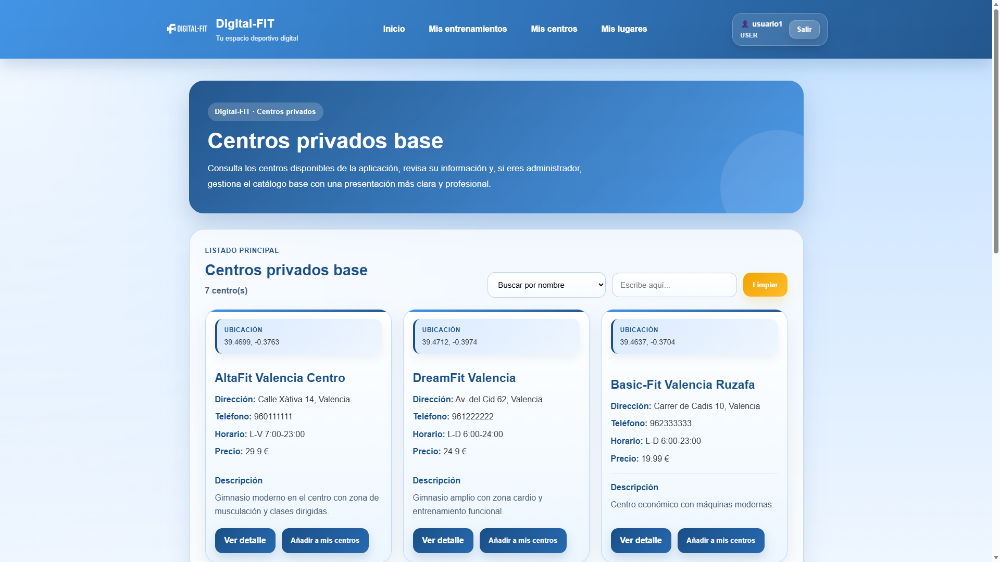 DIGITAL-FIT
Digital-FIT
Tu espacio deportivo digital
Inicio
Mis entrenamientos
Mis centros
Mis lugares
usuario1
USER
Salir
Digital-FIT · Centros privados
Centros privados base
Consulta los centros disponibles de la aplicación, revisa su información y, si eres administrador,
gestiona el catálogo base con una presentación más clara y profesional.
LISTADO PRINCIPAL
Centros privados base
7 centro(s)
Buscar por nombre
Escribe aquí...
Limpiar
UBICACIÓN
39.4699, -0.3763
AltaFit Valencia Centro
Dirección: Calle Xàtiva 14, Valencia
Teléfono: 960111111
Horario: L-V 7:00-23:00
Precio: 29.9 €
Descripción
Gimnasio moderno en el centro con zona de
musculación y clases dirigidas.
Ver detalle
Añadir a mis centros
UBICACIÓN
39.4712, -0.3974
DreamFit Valencia
Dirección: Av. del Cid 62, Valencia
Teléfono: 961222222
Horario: L-D 6:00-24:00
Precio: 24.9 €
Descripción
Gimnasio amplio con zona cardio y
entrenamiento funcional.
Ver detalle
Añadir a mis centros
UBICACIÓN
39.4637, -0.3704
Basic-Fit Valencia Ruzafa
Dirección: Carrer de Cadis 10, Valencia
Teléfono: 962333333
Horario: L-D 6:00-23:00
Precio: 19.99 €
Descripción
Centro económico con máquinas modernas.
Ver detalle
Añadir a mis centros